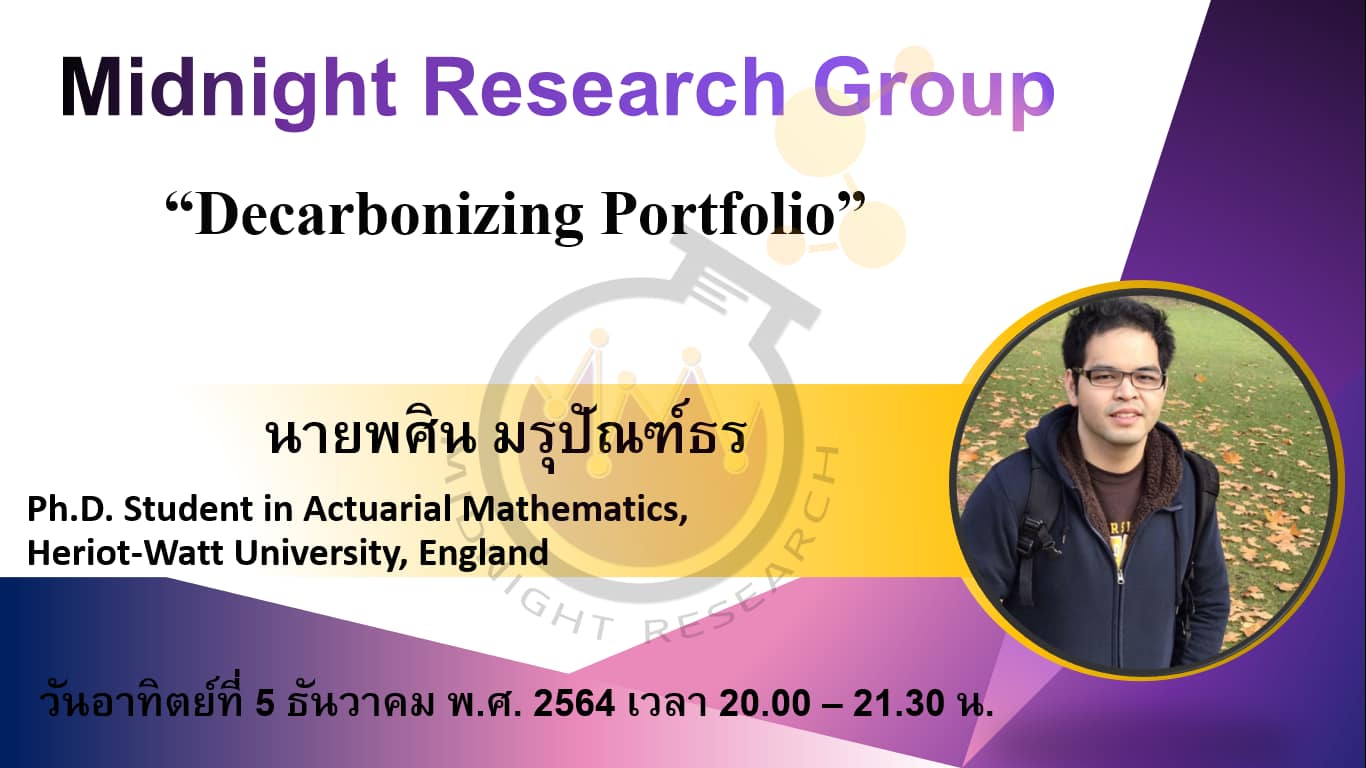 Midnight Research Group
“Decarbonizing Portfolio”
นายพศิน มรุปัณฑ์ธร
Ph.D. Student in Actuarial Mathematics,
Heriot-Watt University, England
MIDNIGHT RESEARCH
วันอาทิตย์ที่ 5 ธันวาคม พ.ศ. 2564 เวลา 20.00 – 21.30 น.